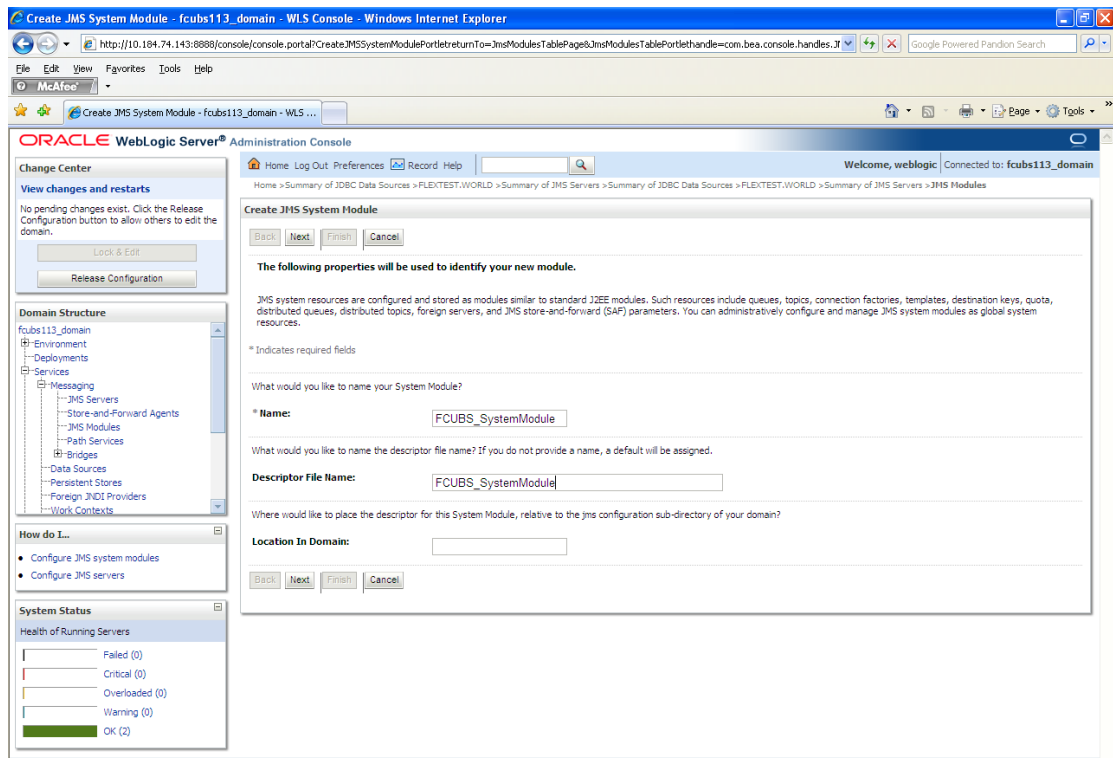 Create JMS System Module - fcubs113_domain - WLS Console - Windows Internet Explorer
http://10.184.74.143:8888/console/console.portal?CreateJMSSystemModulePortletreturnTo=JmsModulesTablePage&JmsModulesTablePortlethandle=com.bea.console.handles.Jf
Google Powered Pandion Search
File Edit View Favorites Tools Help
McAfee
Create JMS System Module - fcubs113_domain - WLS ...
Page Tools
ORACLE WebLogic Server® Administration Console
Change Center
View changes and restarts
No pending changes exist. Click the Release
Configuration button to allow others to edit the
domain.
Lock & Edit
Release Configuration
Domain Structure
fcubs113_domain
Environment
Deployments
Services
Messaging
JMS Servers
Store-and-Forward Agents
JMS Modules
Path Services
Bridges
Data Sources
Persistent Stores
Foreign JNDI Providers
Work Contexts
How do I...
Configure JMS system modules
Configure JMS servers
System Status
Health of Running Servers
Failed (0)
Critical (0)
Overloaded (0)
Warning (0)
OK (2)
Home Log Out Preferences Record Help
Welcome, weblogic Connected to: fcubs113_domain
Home >Summary of JDBC Data Sources >FLEXTEST.WORLD >Summary of JMS Servers >Summary of JDBC Data Sources >FLEXTEST.WORLD >Summary of JMS Servers >JMS Modules
Create JMS System Module
Back Next Finish Cancel
The following properties will be used to identify your new module.
JMS system resources are configured and stored as modules similar to standard J2EE modules. Such resources include queues, topics, connection factories, templates, destination keys, quota,
distributed queues, distributed topics, foreign servers, and JMS store-and-forward (SAF) parameters. You can administratively configure and manage JMS system modules as global system
resources.
* Indicates required fields
What would you like to name your System Module?
* Name: FCUBS_SystemModule
What would you like to name the descriptor file name? If you do not provide a name, a default will be assigned.
Descriptor File Name: FCUBS_SystemModule
Where would like to place the descriptor for this System Module, relative to the jms configuration sub-directory of your domain?
Location In Domain:
Back Next Finish Cancel